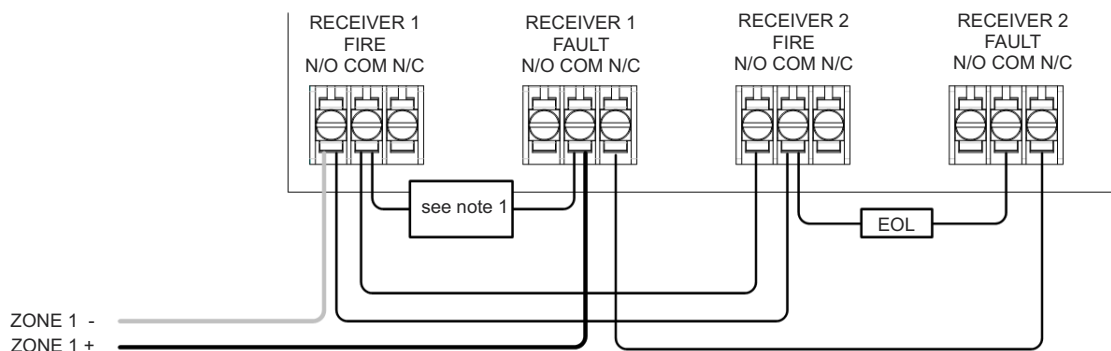 RECEIVER 1
FIRE
N/O COM N/C
RECEIVER 1
FAULT
N/O COM N/C
RECEIVER 2
FIRE
N/O COM N/C
RECEIVER 2
FAULT
N/O COM N/C
see note 1
EOL
ZONE 1 -
ZONE 1 +